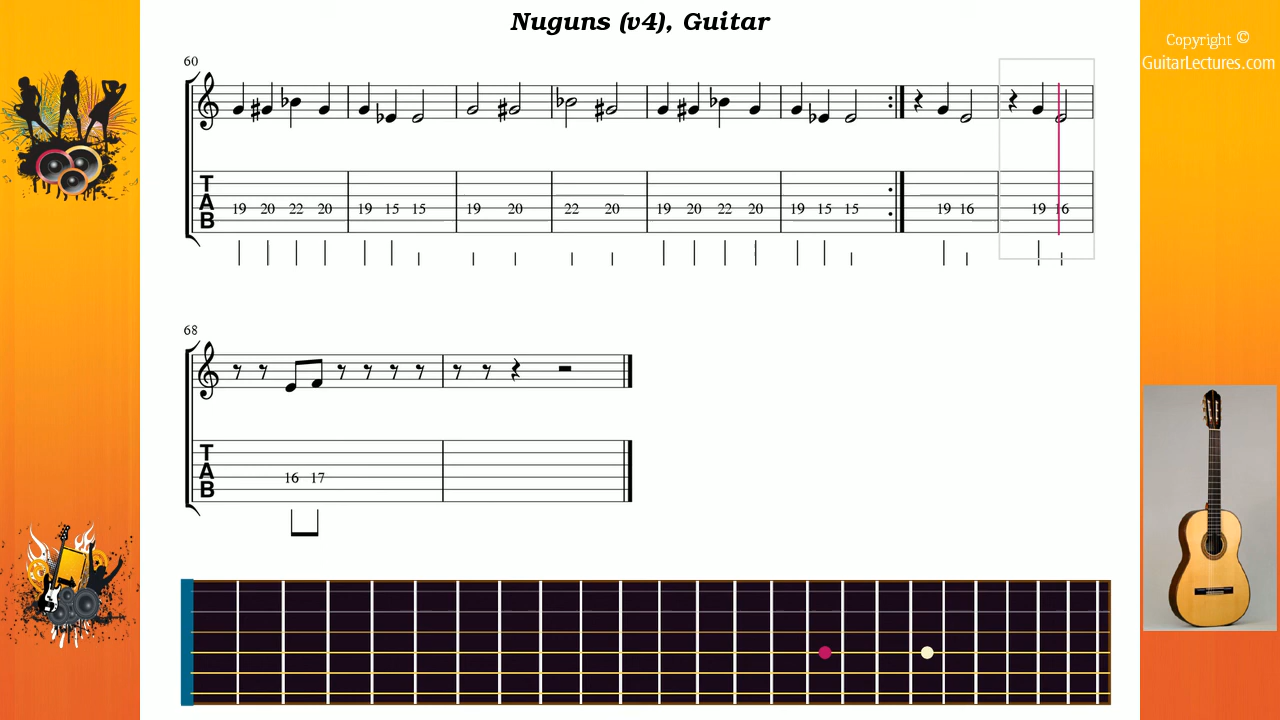 Nuguns (v4), Guitar
Copyright ©
GuitarLectures.com
60
T
A
B
19 20 22 20 19 15 15 19 20 22 20 19 20 22 20 19 15 15 19 16 19 16
68
T
A
B
16 17